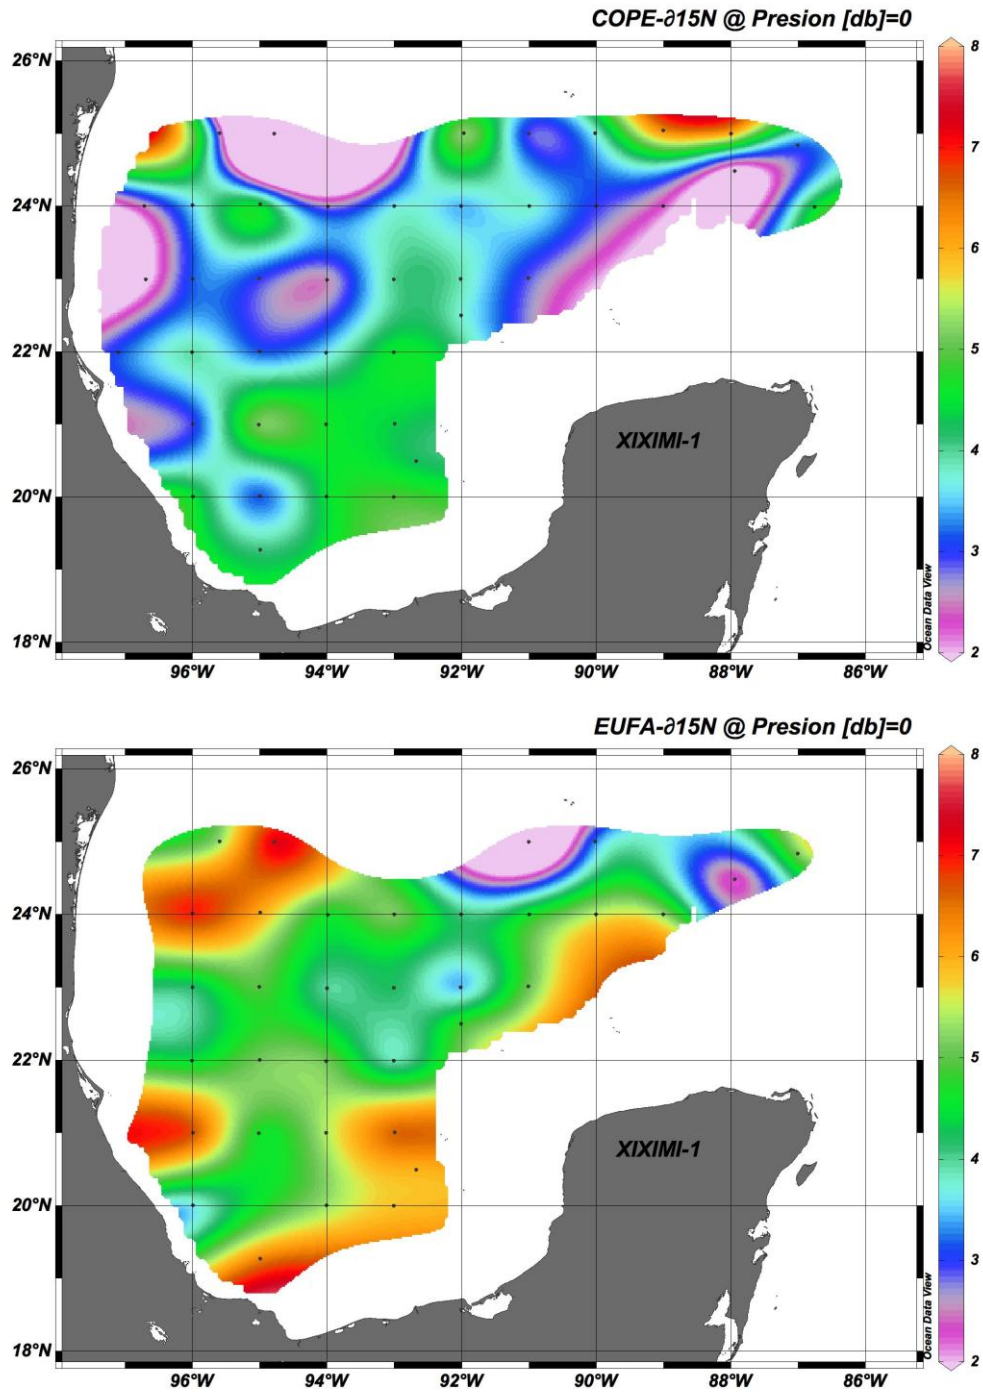 COPE-∂15N @ Presion [db]=0
26°N
24°N
22°N
20°N
18°N
96°W
94°W
92°W
90°W
88°W
86°W
XIXIMI-1
Ocean Data View
8
7
6
5
4
3
2
EUFA-∂15N @ Presion [db]=0
26°N
24°N
22°N
20°N
18°N
96°W
94°W
92°W
90°W
88°W
86°W
XIXIMI-1
Ocean Data View
8
7
6
5
4
3
2